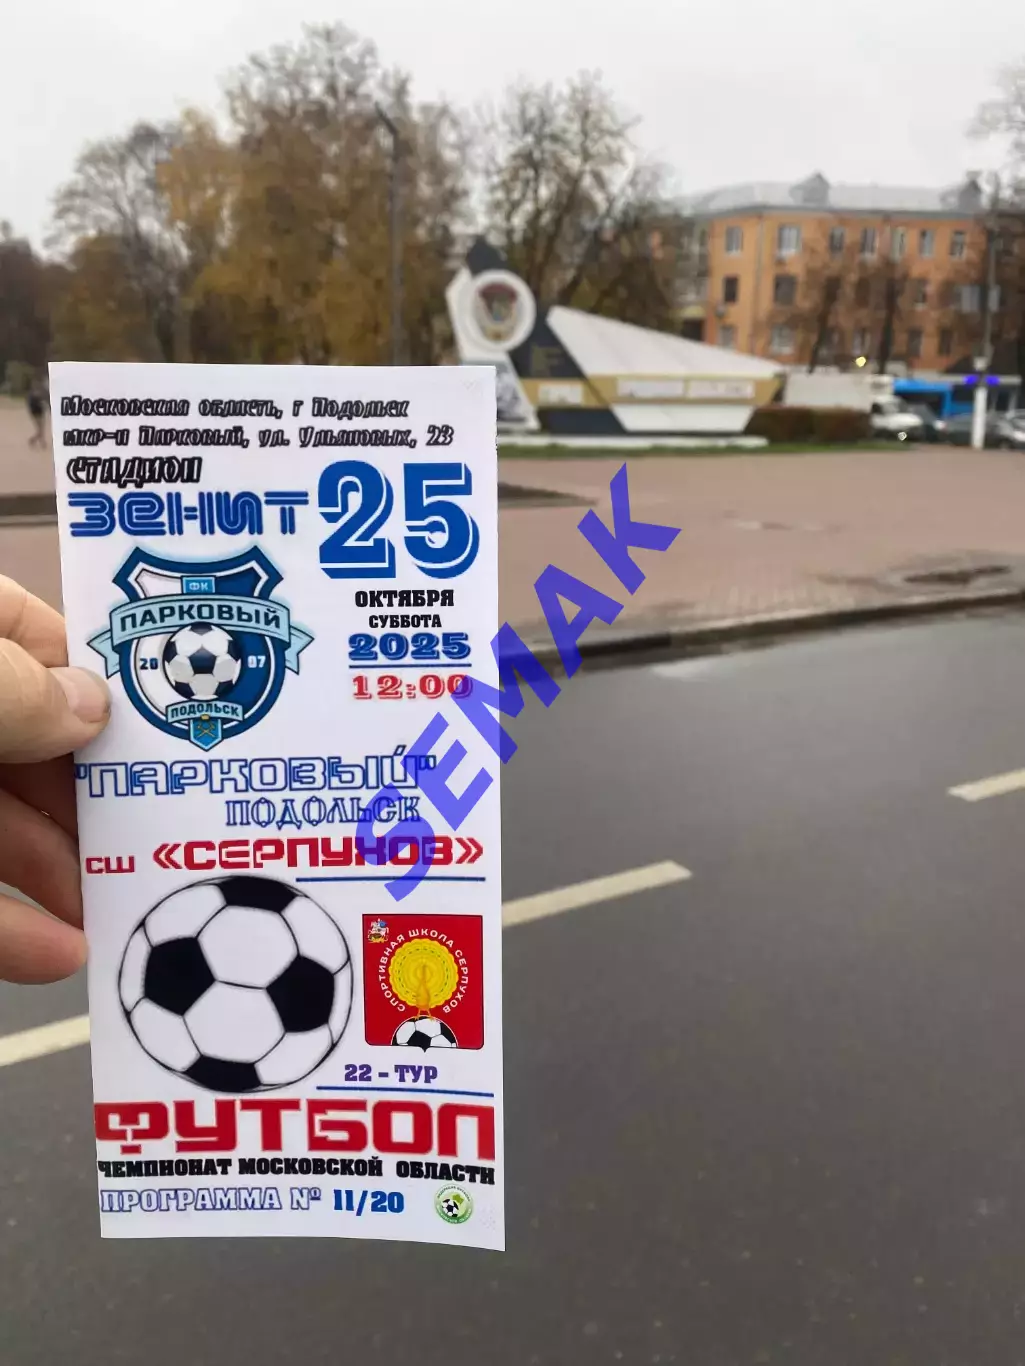 Московская область, г Подольск
мкр-н Парковый, ул. Ульяновых, 23
СТАДИОН
ЗЕНИТ
25
ОКТЯБРЯ
СУББОТА
2025
12:00
ФК
ПАРКОВЫЙ
20 07
ПОДОЛЬСК
"ПАРКОВЫЙ"
ПОДОЛЬСК
СШ «СЕРПУХОВ»
СПОРТИВНАЯ ШКОЛА СЕРПУХОВ
22 - ТУР
ФУТБОЛ
ЧЕМПИОНАТ МОСКОВСКОЙ ОБЛАСТИ
ПРОГРАММА № 11/20
SEMAK